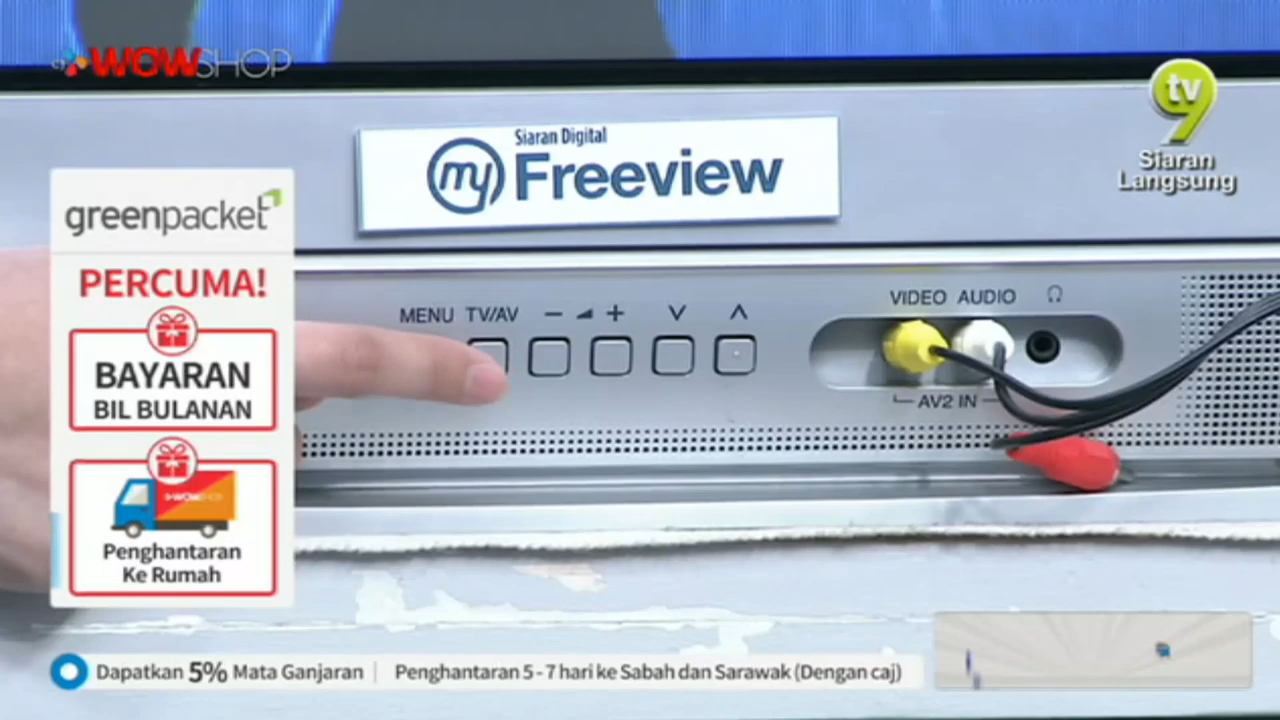 WOWSHOP
tv9
Siaran
Langsung
Siaran Digital
my Freeview
greenpacket
PERCUMA!
BAYARAN
BIL BULANAN
WOWSHOP
Penghantaran
Ke Rumah
MENU TV/AV − + ∨ ∧
VIDEO AUDIO
AV2 IN
Dapatkan 5% Mata Ganjaran | Penghantaran 5 - 7 hari ke Sabah dan Sarawak (Dengan caj)